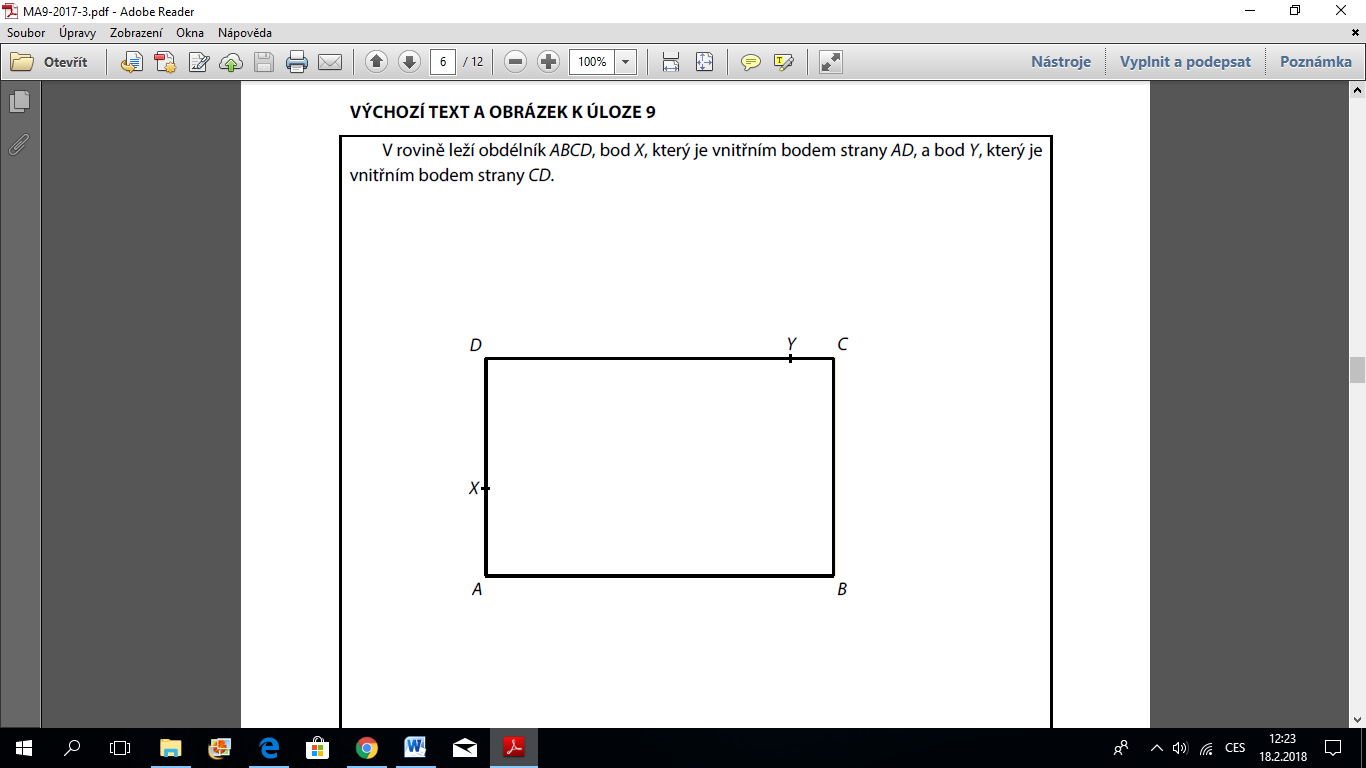 MA9-2017-3.pdf - Adobe Reader
Soubor Úpravy Zobrazení Okna Nápověda
Otevřít 6 / 12 100% Nástroje Vyplnit a podepsat Poznámka
VÝCHOZÍ TEXT A OBRÁZEK K ÚLOZE 9
V rovině leží obdélník ABCD, bod X, který je vnitřním bodem strany AD, a bod Y, který je
vnitřním bodem strany CD.
D Y C
X
A B
CES
12:23
18.2.2018